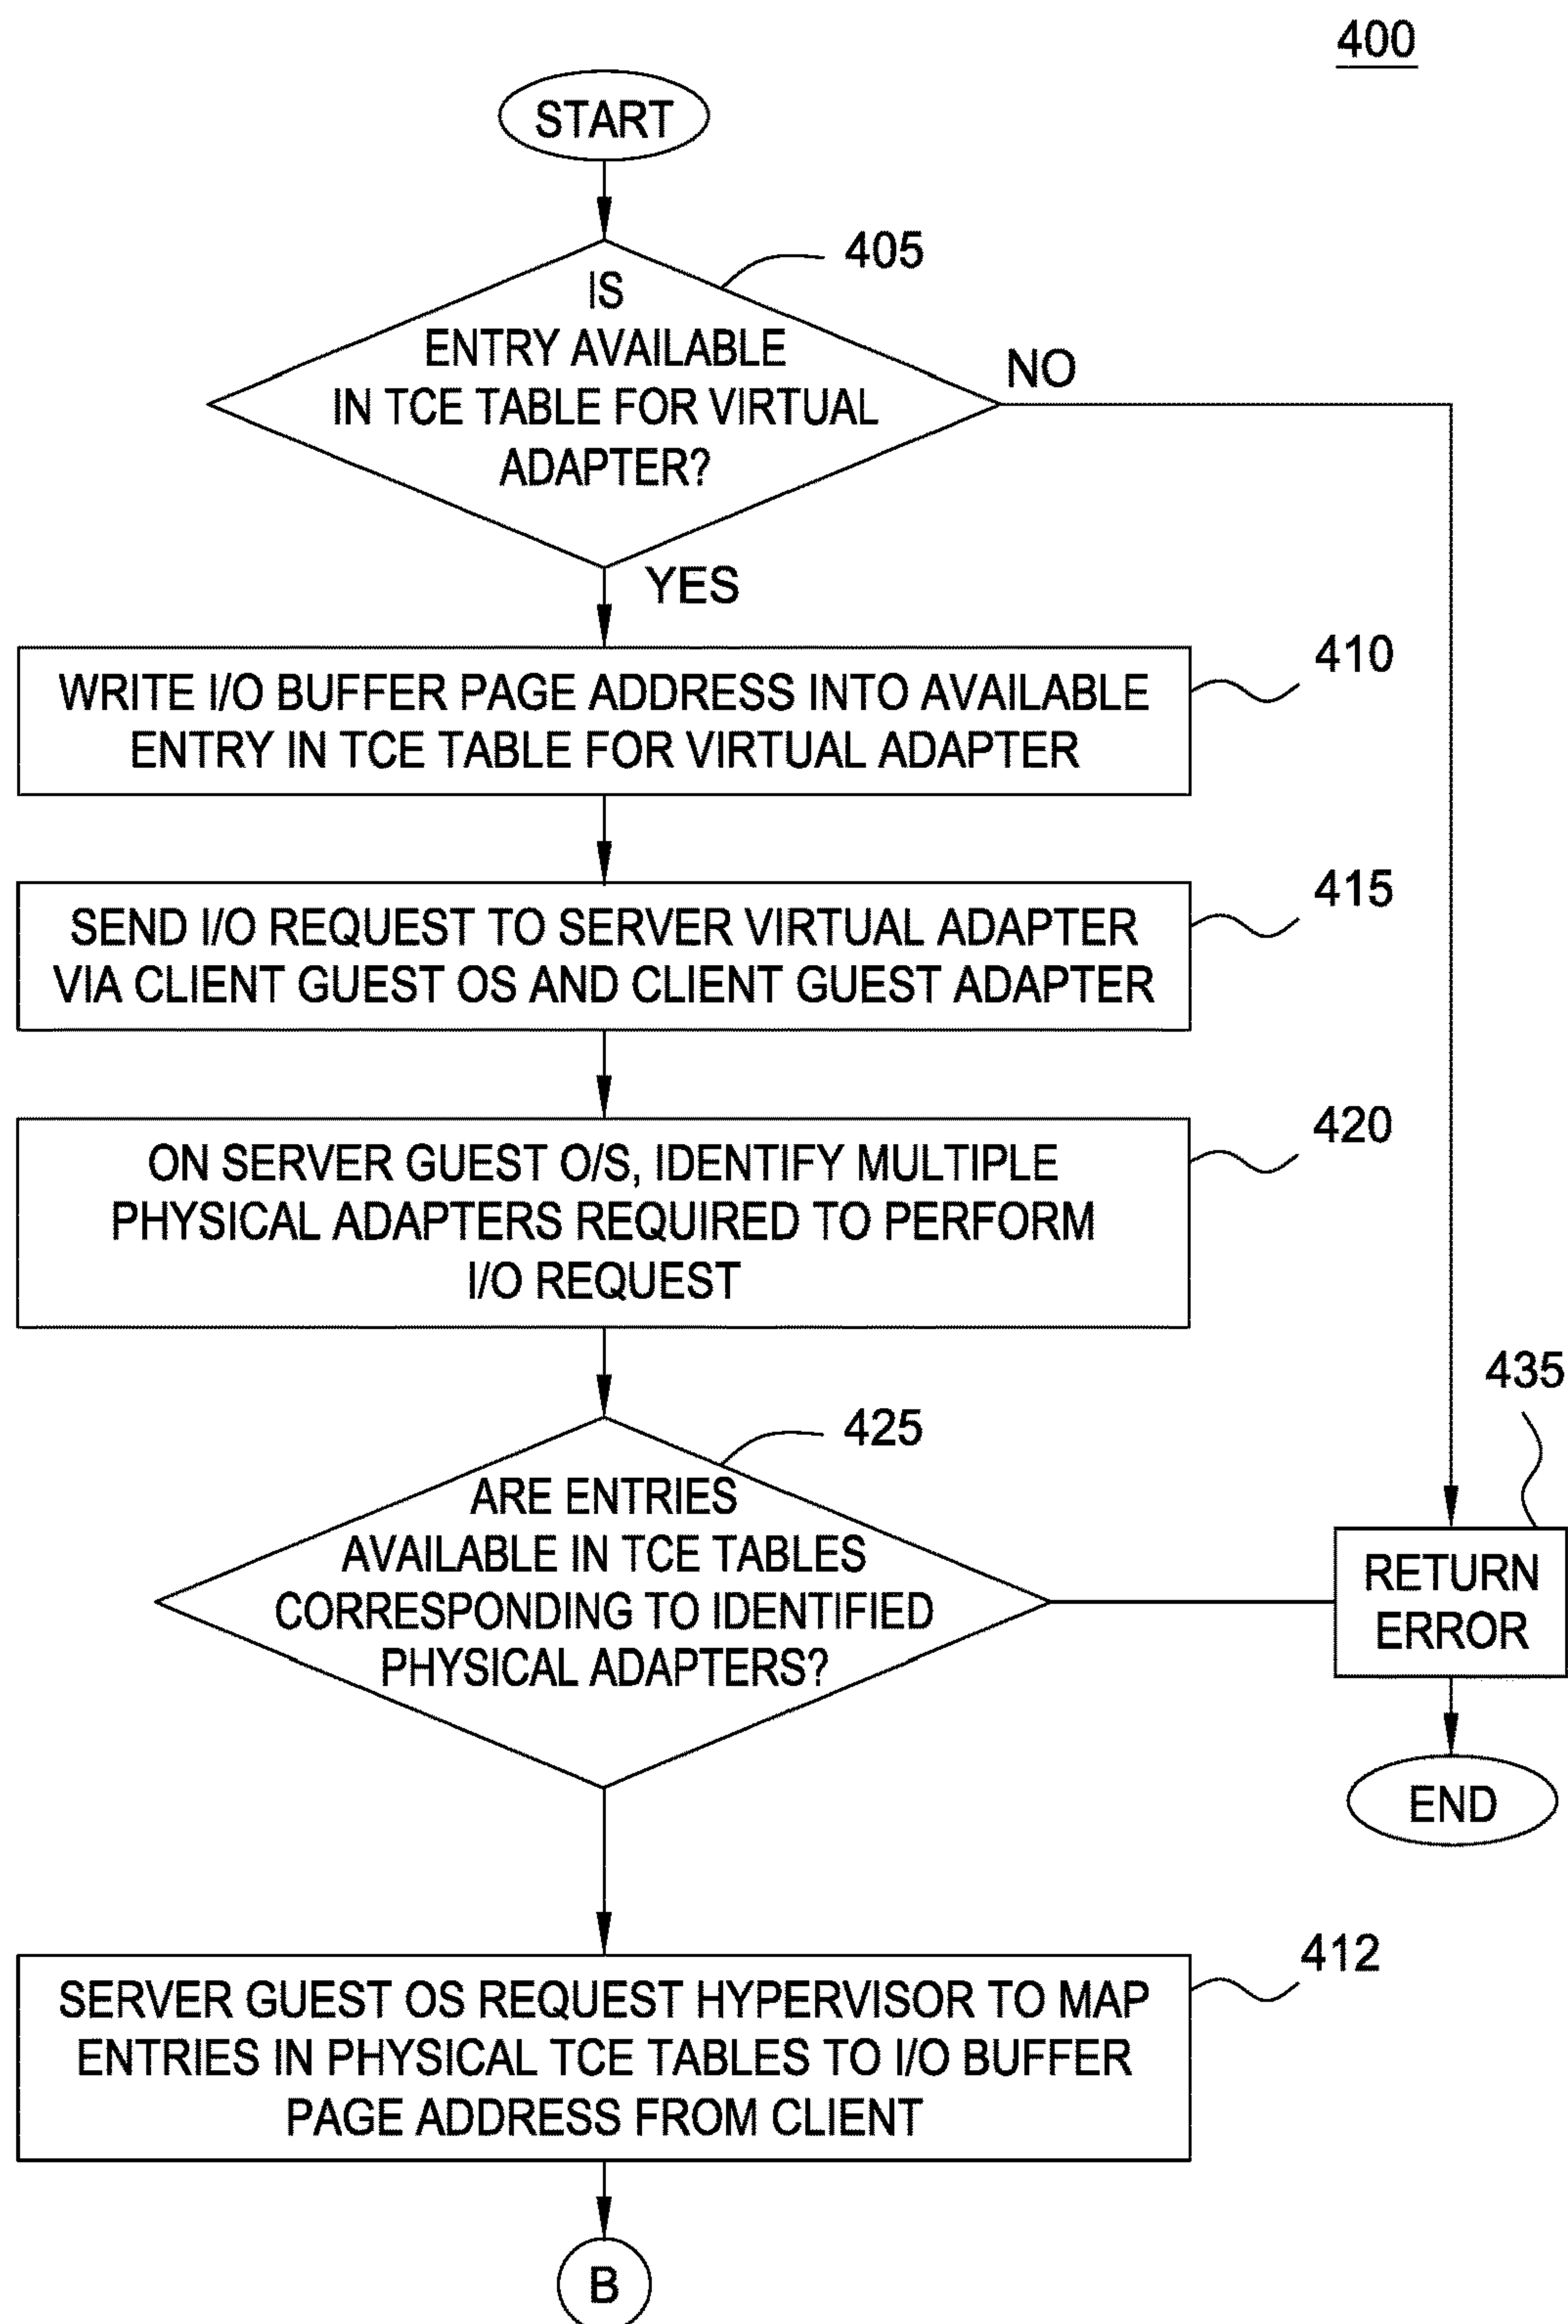 400
START
405
IS
ENTRY AVAILABLE
IN TCE TABLE FOR VIRTUAL
ADAPTER?
NO
YES
410
WRITE I/O BUFFER PAGE ADDRESS INTO AVAILABLE
ENTRY IN TCE TABLE FOR VIRTUAL ADAPTER
415
SEND I/O REQUEST TO SERVER VIRTUAL ADAPTER
VIA CLIENT GUEST OS AND CLIENT GUEST ADAPTER
420
ON SERVER GUEST O/S, IDENTIFY MULTIPLE
PHYSICAL ADAPTERS REQUIRED TO PERFORM
I/O REQUEST
425
ARE ENTRIES
AVAILABLE IN TCE TABLES
CORRESPONDING TO IDENTIFIED
PHYSICAL ADAPTERS?
435
RETURN
ERROR
END
412
SERVER GUEST OS REQUEST HYPERVISOR TO MAP
ENTRIES IN PHYSICAL TCE TABLES TO I/O BUFFER
PAGE ADDRESS FROM CLIENT
B